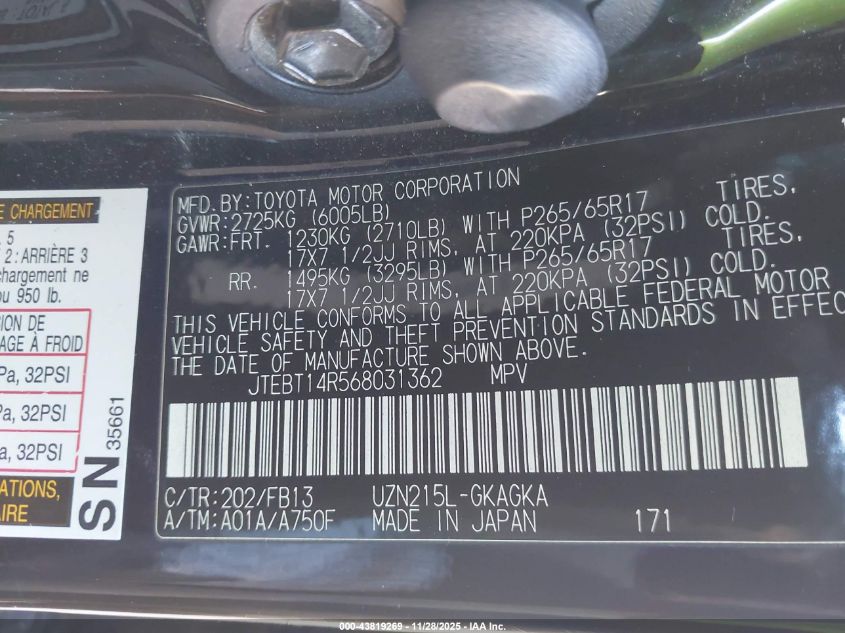 MFD. BY: TOYOTA MOTOR CORPORATION
GVWR: 2725KG (6005LB)
GAWR: FRT. 1230KG (2710LB) WITH P265/65R17 TIRES,
17X7 1/2JJ RIMS, AT 220KPA (32PSI) COLD.
RR. 1495KG (3295LB) WITH P265/65R17 TIRES,
17X7 1/2JJ RIMS, AT 220KPA (32PSI) COLD.
THIS VEHICLE CONFORMS TO ALL APPLICABLE FEDERAL MOTOR
VEHICLE SAFETY AND THEFT PREVENTION STANDARDS IN EFFEC
THE DATE OF MANUFACTURE SHOWN ABOVE.
JTEBT14R568031362 MPV
C/TR: 202/FB13 UZN215L-GKAGKA
A/TM: A01A/A750F MADE IN JAPAN 171
E CHARGEMENT
5
2: ARRIÈRE 3
chargement ne
ou 950 lb.
ION DE
AGE À FROID
Pa, 32PSI
a, 32PSI
a, 32PSI
ATIONS,
AIRE
SN 35661
000-43819269 - 11/28/2025 - IAA Inc.